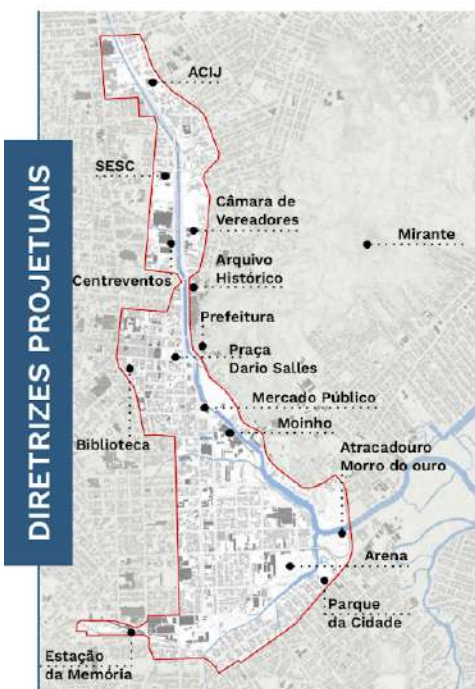 DIRETRIZES PROJETUAIS
ACIJ
SESC
Câmara de
Vereadores
Mirante
Centreventos
Arquivo
Histórico
Prefeitura
Praça
Dario Salles
Mercado Público
Moinho
Biblioteca
Atracadouro
Morro do ouro
Arena
Parque
da Cidade
Estação
da Memória